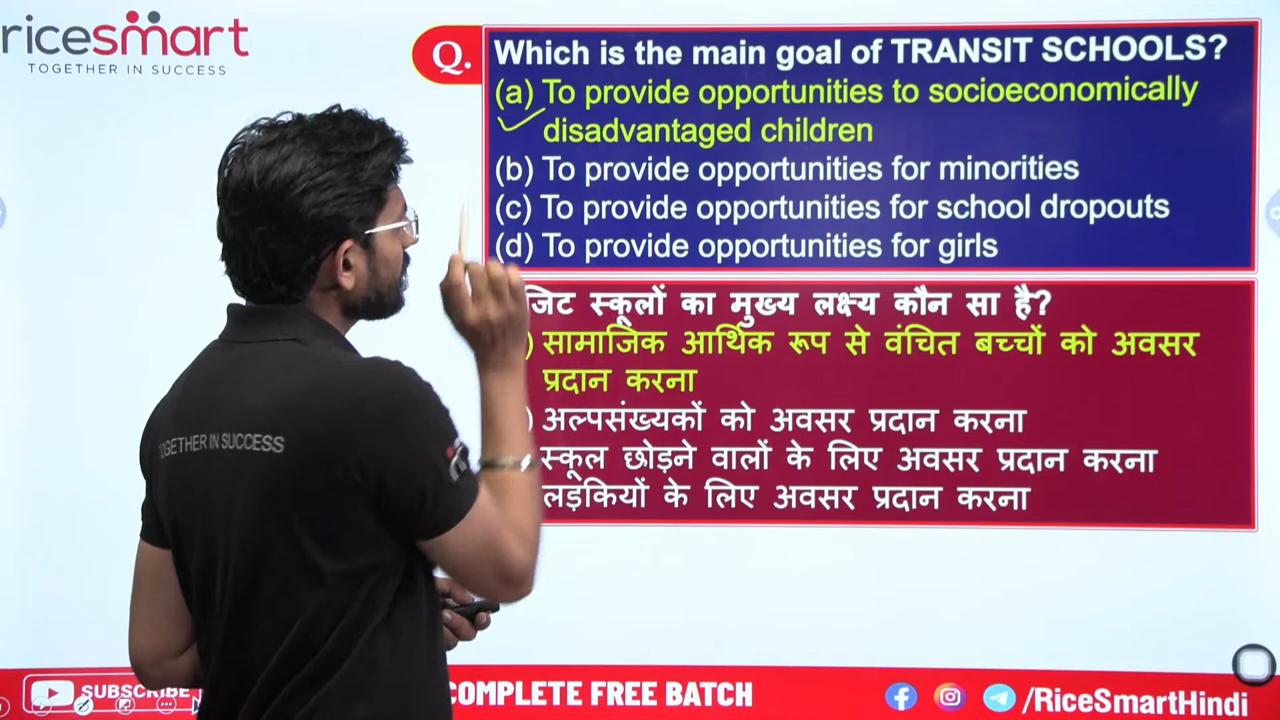 ricesmart
TOGETHER IN SUCCESS
Q.
Which is the main goal of TRANSIT SCHOOLS?
(a) To provide opportunities to socioeconomically
disadvantaged children
(b) To provide opportunities for minorities
(c) To provide opportunities for school dropouts
(d) To provide opportunities for girls
स्कूलों का मुख्य लक्ष्य कौन सा है?
) सामाजिक आर्थिक रूप से वंचित बच्चों को अवसर
प्रदान करना
) अल्पसंख्यकों को अवसर प्रदान करना
स्कूल छोड़ने वालों के लिए अवसर प्रदान करना
लड़कियों के लिए अवसर प्रदान करना
TOGETHER IN SUCCESS
SUBSCRIBE
COMPLETE FREE BATCH
/RiceSmartHindi